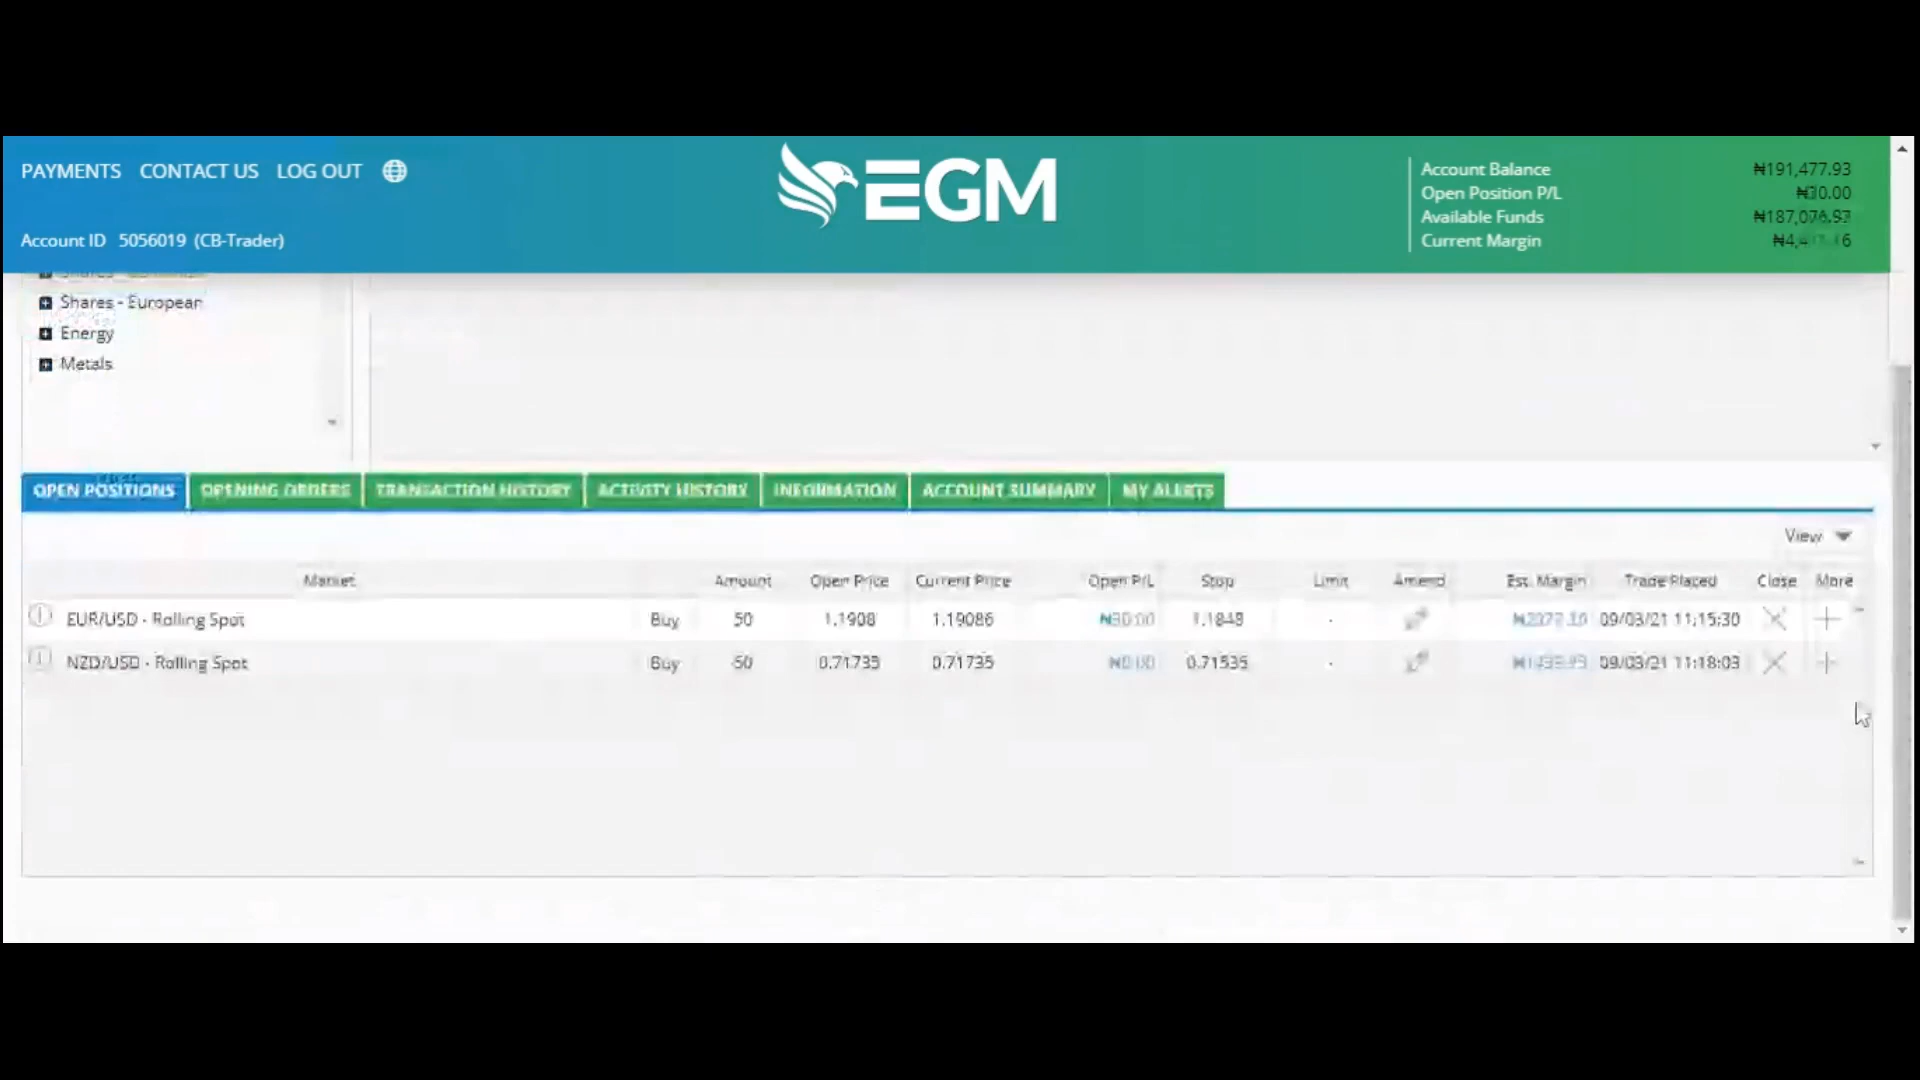 PAYMENTS CONTACT US LOG OUT
EGM
Account Balance ₦191,477.93
Open Position P/L ₦30.00
Available Funds
Current Margin
Account ID 5056019 (CB-Trader)
Shares - European
Energy
Metals
OPEN POSITIONS OPENING ORDERS TRANSACTION HISTORY ACTIVITY HISTORY INFORMATION ACCOUNT SUMMARY MY ALERTS
View
Market Amount Open Price Current Price Open P/L Stop Limit Amend Est. Margin Trade Placed Close More
EUR/USD - Rolling Spot Buy 50 1.1908 1.19086 ₦30.00 1.1848 - 09/03/21 11:15:30
NZD/USD - Rolling Spot Buy 50 0.71735 0.71735 ₦0.00 0.71535 - 09/03/21 11:18:03